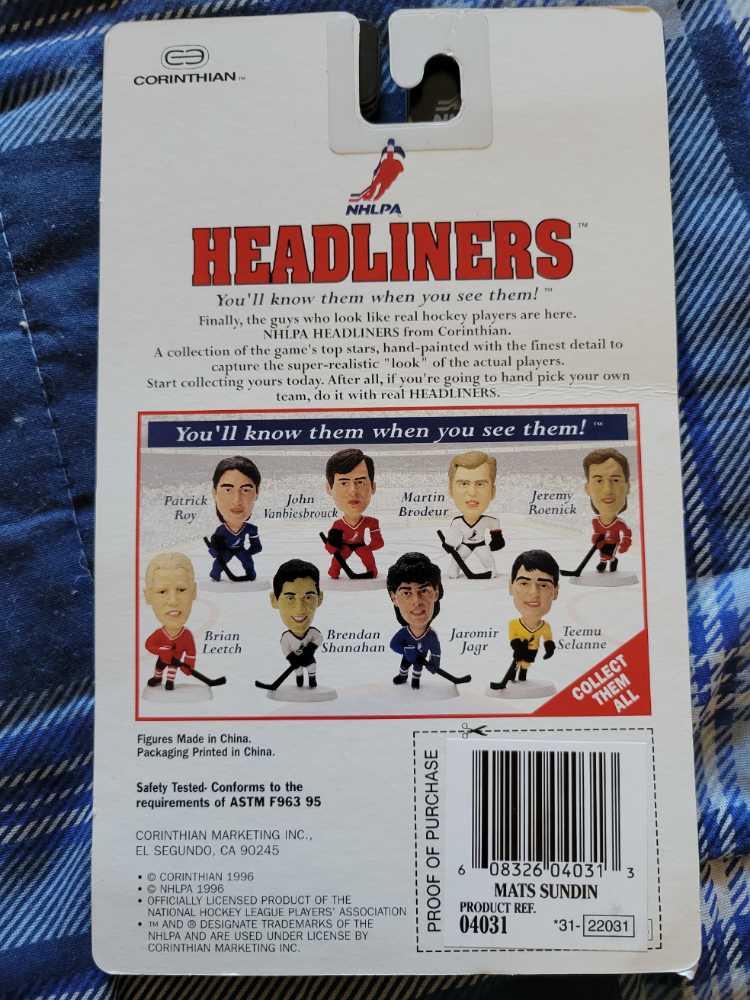 CORINTHIAN™
NHLPA
HEADLINERS™
You'll know them when you see them! ™
Finally, the guys who look like real hockey players are here.
NHLPA HEADLINERS from Corinthian.
A collection of the game's top stars, hand-painted with the finest detail to
capture the super-realistic "look" of the actual players.
Start collecting yours today. After all, if you're going to hand pick your own
team, do it with real HEADLINERS.
You'll know them when you see them! ™
Patrick
Roy
John
Vanbiesbrouck
Martin
Brodeur
Jeremy
Roenick
Brian
Leetch
Brendan
Shanahan
Jaromir
Jagr
Teemu
Selanne
COLLECT
THEM
ALL
Figures Made in China.
Packaging Printed in China.
Safety Tested- Conforms to the
requirements of ASTM F963 95
CORINTHIAN MARKETING INC.,
EL SEGUNDO, CA 90245
• © CORINTHIAN 1996
• © NHLPA 1996
• OFFICIALLY LICENSED PRODUCT OF THE
NATIONAL HOCKEY LEAGUE PLAYERS' ASSOCIATION
• ™ AND ® DESIGNATE TRADEMARKS OF THE
NHLPA AND ARE USED UNDER LICENSE BY
CORINTHIAN MARKETING INC.
PROOF OF PURCHASE
6 08326 04031 3
MATS SUNDIN
PRODUCT REF.
04031
*31- 22031